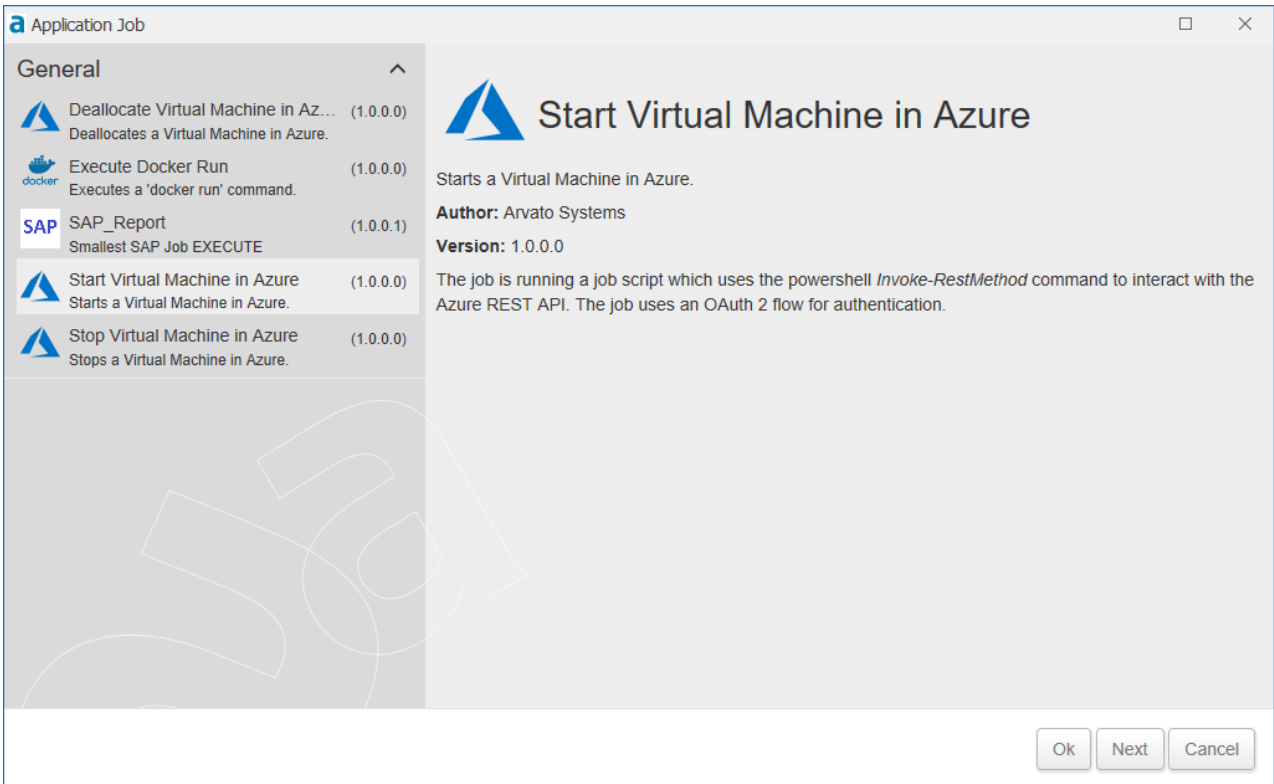 Application Job
General
Deallocate Virtual Machine in Az... (1.0.0.0)
Deallocates a Virtual Machine in Azure.
docker
Execute Docker Run (1.0.0.0)
Executes a 'docker run' command.
SAP
SAP_Report (1.0.0.1)
Smallest SAP Job EXECUTE
Start Virtual Machine in Azure (1.0.0.0)
Starts a Virtual Machine in Azure.
Stop Virtual Machine in Azure (1.0.0.0)
Stops a Virtual Machine in Azure.
Start Virtual Machine in Azure
Starts a Virtual Machine in Azure.
Author: Arvato Systems
Version: 1.0.0.0
The job is running a job script which uses the powershell Invoke-RestMethod command to interact with the
Azure REST API. The job uses an OAuth 2 flow for authentication.
Ok Next Cancel